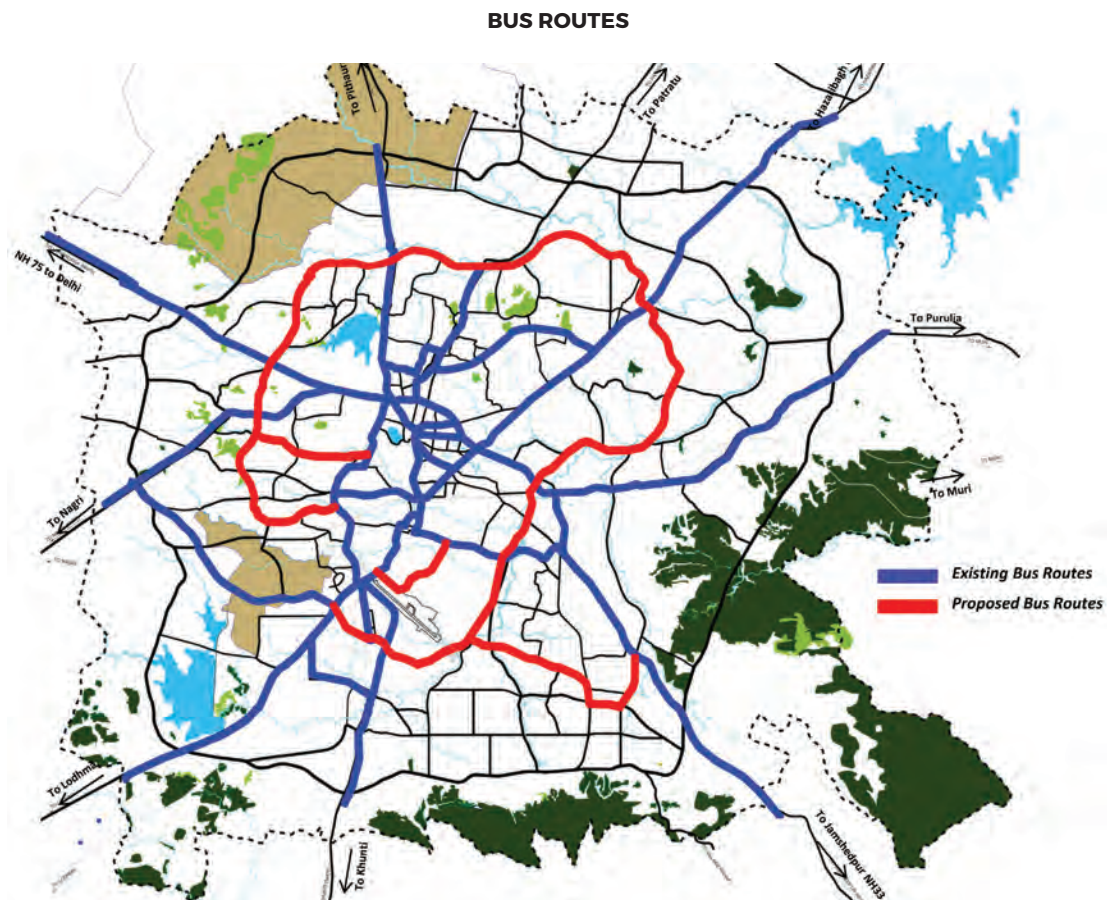 BUS ROUTES
To Pithauria
To Patratu
To Hazaribagh
NH 75 to Delhi
To Purulia
To Nagri
To Muri
Existing Bus Routes
Proposed Bus Routes
To Lodhma
To Khunti
To Jamshedpur NH33